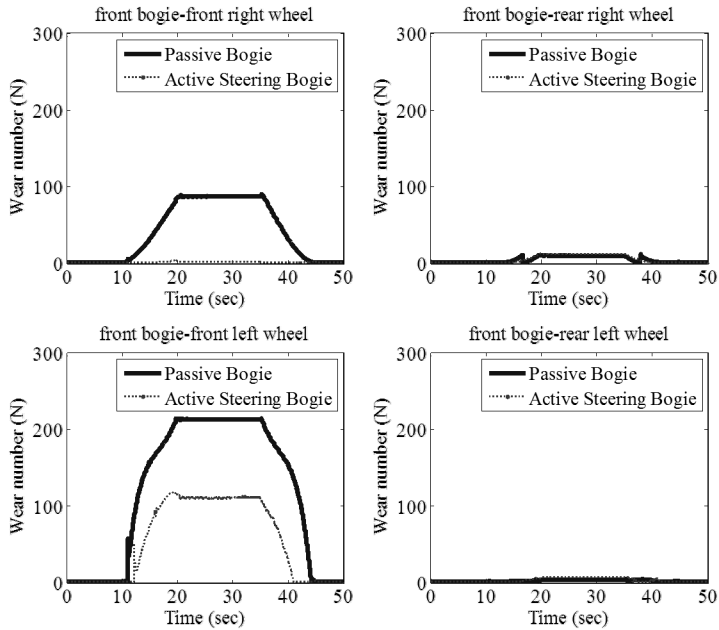 front bogie-front right wheel
300
200
100
0
Wear number (N)
Passive Bogie
Active Steering Bogie
0 10 20 30 40 50
Time (sec)
front bogie-rear right wheel
300
200
100
0
Wear number (N)
Passive Bogie
Active Steering Bogie
0 10 20 30 40 50
Time (sec)
front bogie-front left wheel
300
200
100
0
Wear number (N)
Passive Bogie
Active Steering Bogie
0 10 20 30 40 50
Time (sec)
front bogie-rear left wheel
300
200
100
0
Wear number (N)
Passive Bogie
Active Steering Bogie
0 10 20 30 40 50
Time (sec)